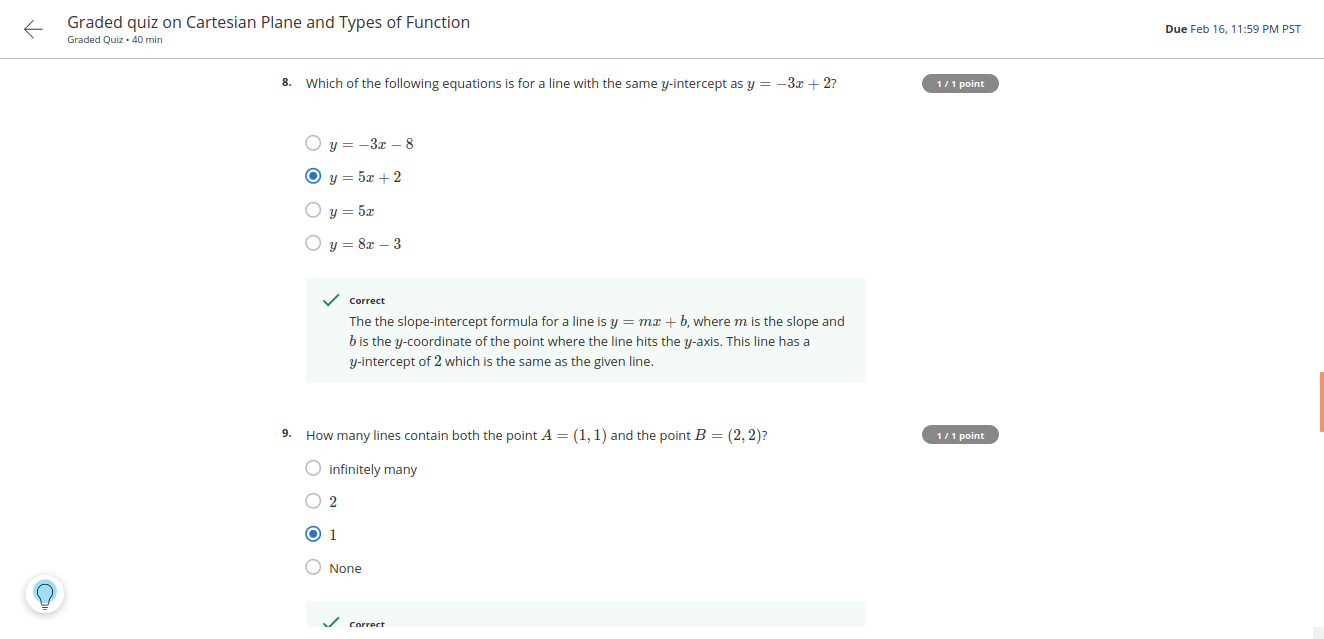 Graded quiz on Cartesian Plane and Types of Function
Graded Quiz • 40 min
Due Feb 16, 11:59 PM PST
8. Which of the following equations is for a line with the same y-intercept as y = −3x + 2?
1 / 1 point
y = −3x − 8
y = 5x + 2
y = 5x
y = 8x − 3
Correct
The the slope-intercept formula for a line is y = mx + b, where m is the slope and
b is the y-coordinate of the point where the line hits the y-axis. This line has a
y-intercept of 2 which is the same as the given line.
9. How many lines contain both the point A = (1, 1) and the point B = (2, 2)?
1 / 1 point
infinitely many
2
1
None
Correct